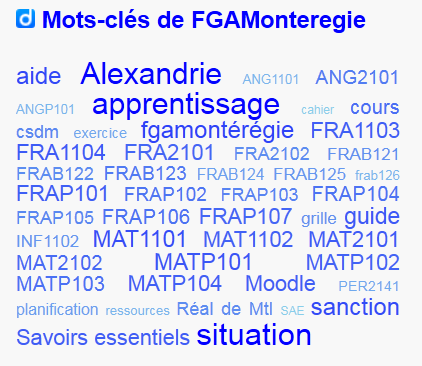 Mots-clés de FGAMonteregie
aide Alexandrie ANG1101 ANG2101
ANGP101 apprentissage cahier cours
csdm exercice fgamontérégie FRA1103
FRA1104 FRA2101 FRA2102 FRAB121
FRAB122 FRAB123 FRAB124 FRAB125 frab126
FRAP101 FRAP102 FRAP103 FRAP104
FRAP105 FRAP106 FRAP107 grille guide
INF1102 MAT1101 MAT1102 MAT2101
MAT2102 MATP101 MATP102
MATP103 MATP104 Moodle PER2141
planification ressources Réal de Mtl SAE sanction
Savoirs essentiels situation